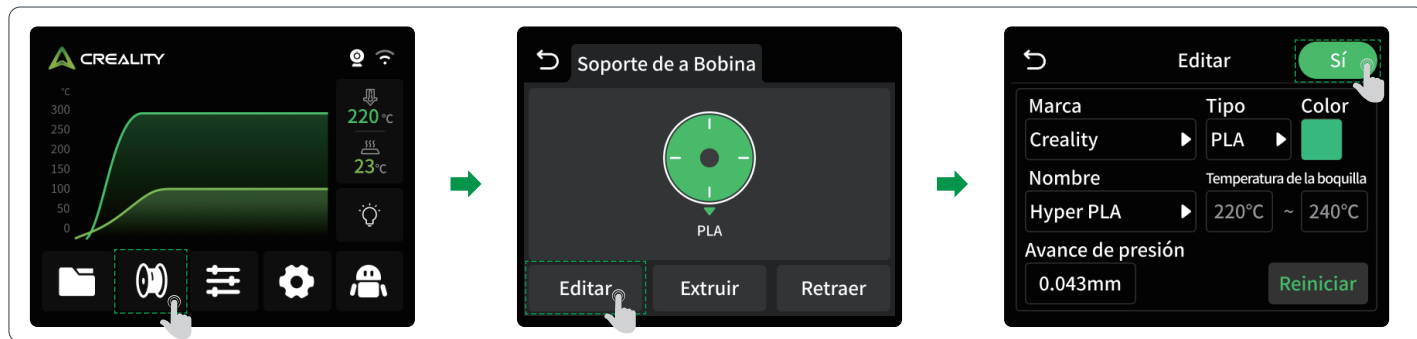 CREALITY
°C
300
250
200
150
100
50
0
220 °C
23°C
Soporte de a Bobina
PLA
Editar
Extruir
Retraer
Editar
Sí
Marca
Tipo
Color
Creality
PLA
Nombre
Temperatura de la boquilla
Hyper PLA
220°C ~ 240°C
Avance de presión
0.043mm
Reiniciar